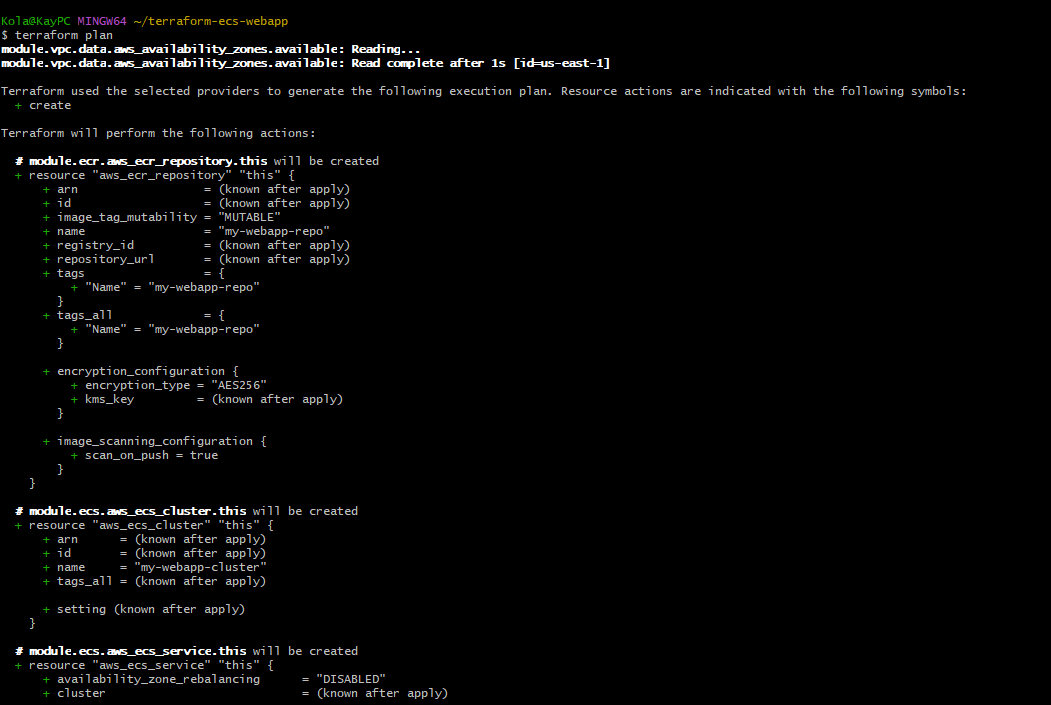 Kola@KayPC MINGW64 ~/terraform-ecs-webapp
$ terraform plan
module.vpc.data.aws_availability_zones.available: Reading...
module.vpc.data.aws_availability_zones.available: Read complete after 1s [id=us-east-1]

Terraform used the selected providers to generate the following execution plan. Resource actions are indicated with the following symbols:
  + create

Terraform will perform the following actions:

  # module.ecr.aws_ecr_repository.this will be created
  + resource "aws_ecr_repository" "this" {
      + arn                  = (known after apply)
      + id                   = (known after apply)
      + image_tag_mutability = "MUTABLE"
      + name                 = "my-webapp-repo"
      + registry_id          = (known after apply)
      + repository_url       = (known after apply)
      + tags                 = {
          + "Name" = "my-webapp-repo"
        }
      + tags_all             = {
          + "Name" = "my-webapp-repo"
        }

      + encryption_configuration {
          + encryption_type = "AES256"
          + kms_key         = (known after apply)
        }

      + image_scanning_configuration {
          + scan_on_push = true
        }
    }

  # module.ecs.aws_ecs_cluster.this will be created
  + resource "aws_ecs_cluster" "this" {
      + arn      = (known after apply)
      + id       = (known after apply)
      + name     = "my-webapp-cluster"
      + tags_all = (known after apply)

      + setting (known after apply)
    }

  # module.ecs.aws_ecs_service.this will be created
  + resource "aws_ecs_service" "this" {
      + availability_zone_rebalancing      = "DISABLED"
      + cluster                            = (known after apply)